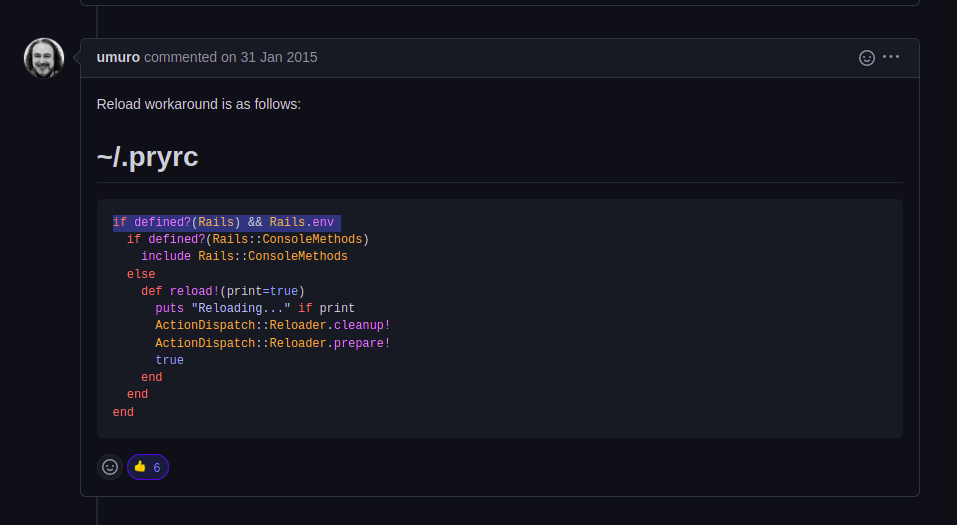 umuro commented on 31 Jan 2015
Reload workaround is as follows:
~/.pryrc
if defined?(Rails) && Rails.env
  if defined?(Rails::ConsoleMethods)
    include Rails::ConsoleMethods
  else
    def reload!(print=true)
      puts "Reloading..." if print
      ActionDispatch::Reloader.cleanup!
      ActionDispatch::Reloader.prepare!
      true
    end
  end
end
6